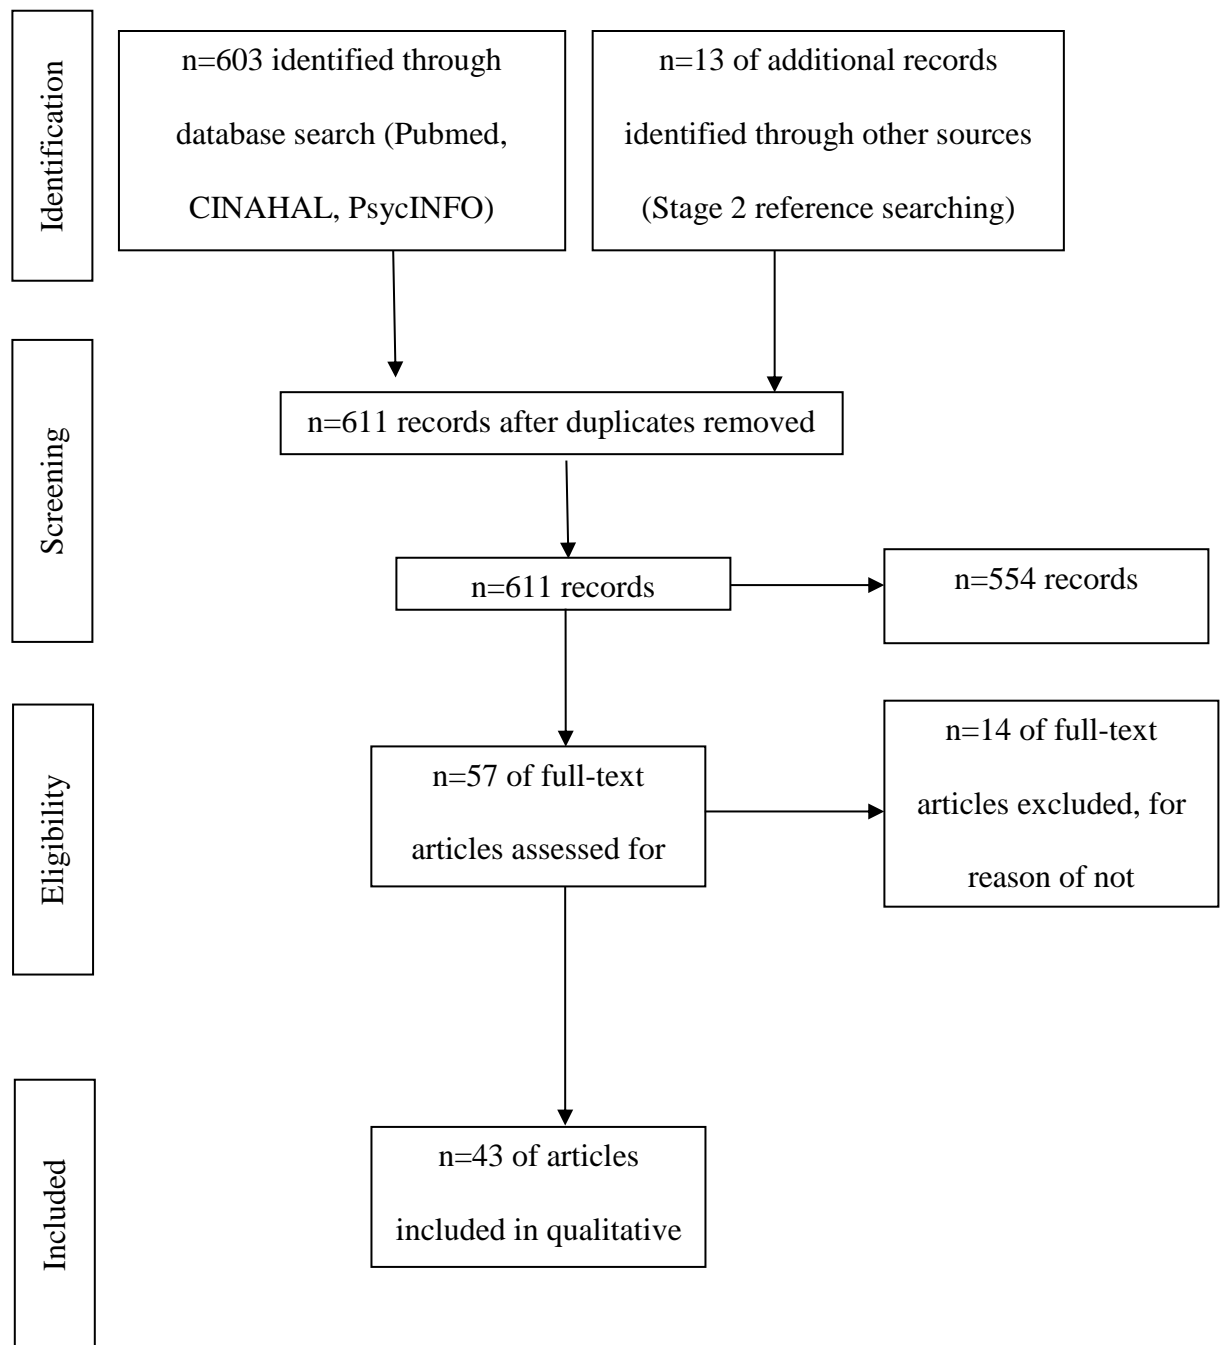 Identification
n=603 identified through
database search (Pubmed,
CINAHAL, PsycINFO)
n=13 of additional records
identified through other sources
(Stage 2 reference searching)
Screening
n=611 records after duplicates removed
n=611 records
n=554 records
Eligibility
n=57 of full-text
articles assessed for
n=14 of full-text
articles excluded, for
reason of not
Included
n=43 of articles
included in qualitative